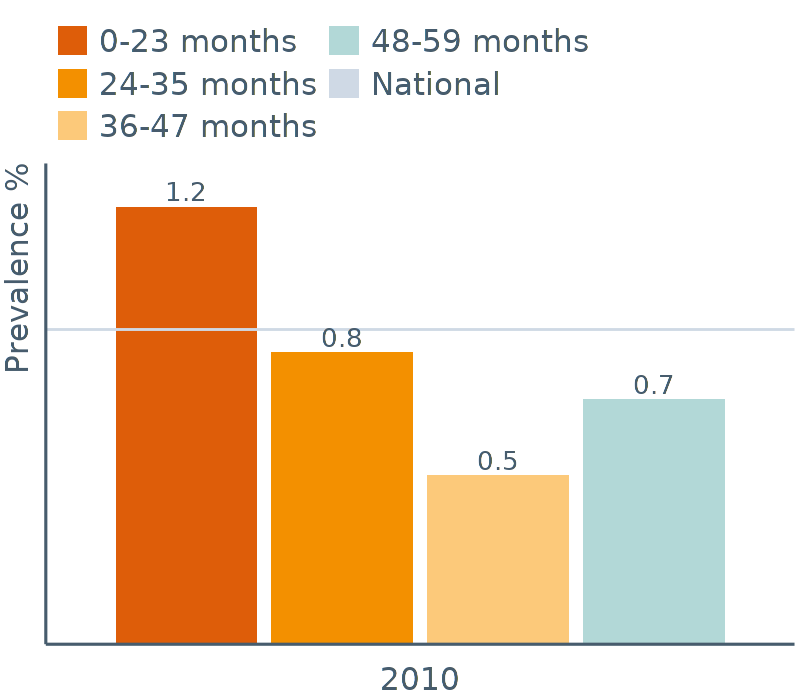 0-23 months
24-35 months
36-47 months
48-59 months
National
Prevalence %
1.2
0.8
0.5
0.7
2010